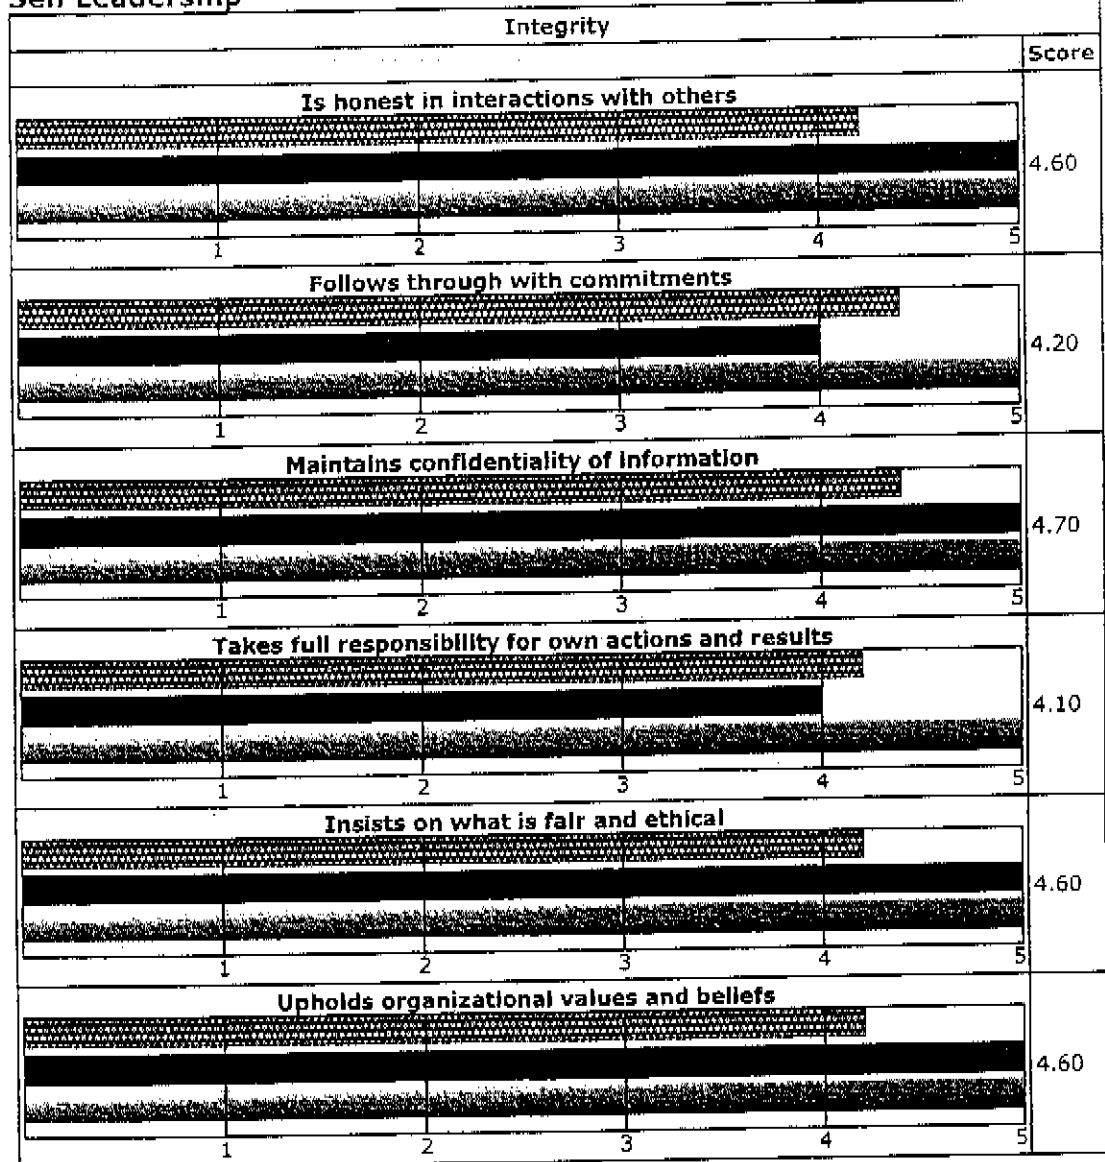 Self Leadership
Integrity
Score
Is honest in interactions with others
4.60
1 2 3 4 5
Follows through with commitments
4.20
1 2 3 4 5
Maintains confidentiality of information
4.70
1 2 3 4 5
Takes full responsibility for own actions and results
4.10
1 2 3 4 5
Insists on what is fair and ethical
4.60
1 2 3 4 5
Upholds organizational values and beliefs
4.60
1 2 3 4 5